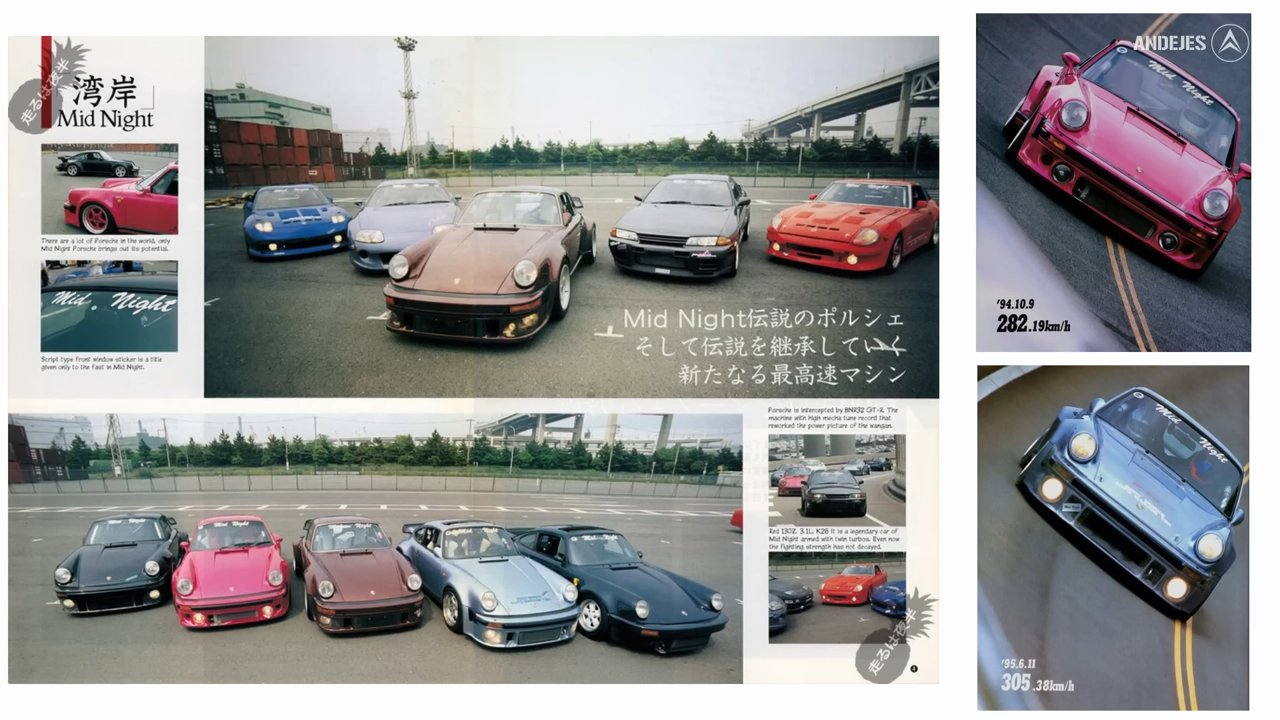 走るは夜半
湾岸
Mid Night
There are a lot of Porsche in the world, only
Mid Night Porsche brings out its potential.
Mid Night
Script type front window sticker is a title
given only to the fast in Mid Night.
Mid Night伝説のポルシェ
そして伝説を継承していく
新たなる最高速マシン
Porsche is intercepted by BNR32 GT-R. The
machine with high mecha tune record that
reworked the power picture of the wangan.
Red 130Z. 3.1L, K26 it is a legendary car of
Mid Night armed with twin turbos. Even now
the fighting strength has not decayed.
走るは夜半
4
ANDEJES
Mid Night
'94.10.9
282.19km/h
Mid Night
'95.6.11
305.38km/h